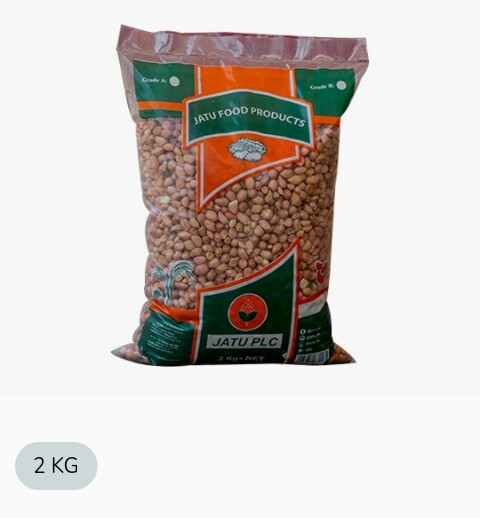 Grade A:
Grade B:
JATU FOOD PRODUCTS
JATU PLC
2 Kgs NET
2 KG